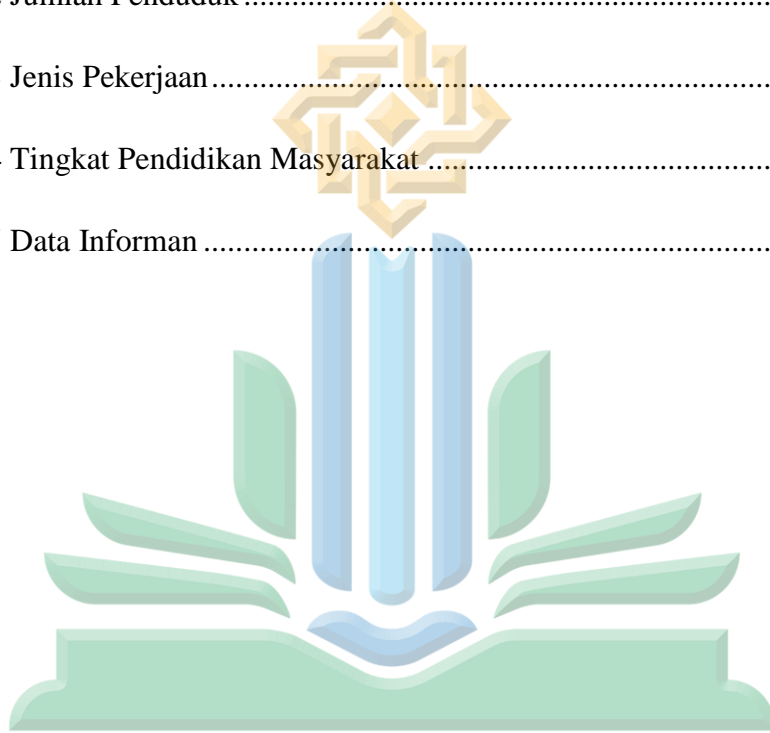 Jumlah Penduduk ..........................................................................
Jenis Pekerjaan ..............................................................................
Tingkat Pendidikan Masyarakat ....................................................
Data Informan ...............................................................................